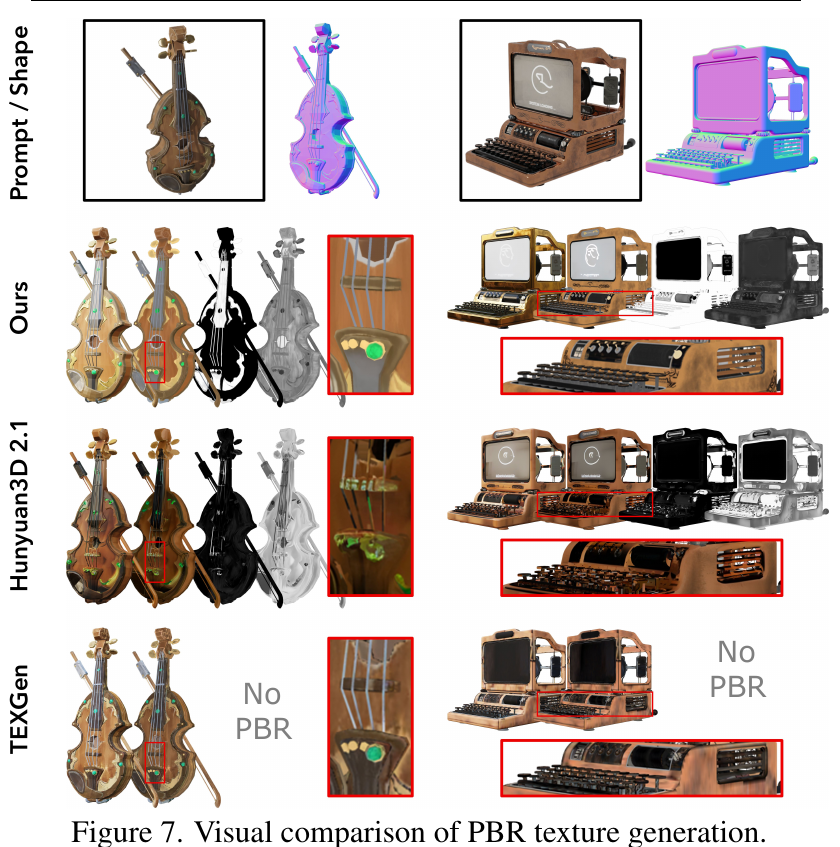 Prompt / Shape
Ours
Hunyuan3D 2.1
No
PBR
No
PBR
TEXGen
Figure 7. Visual comparison of PBR texture generation.